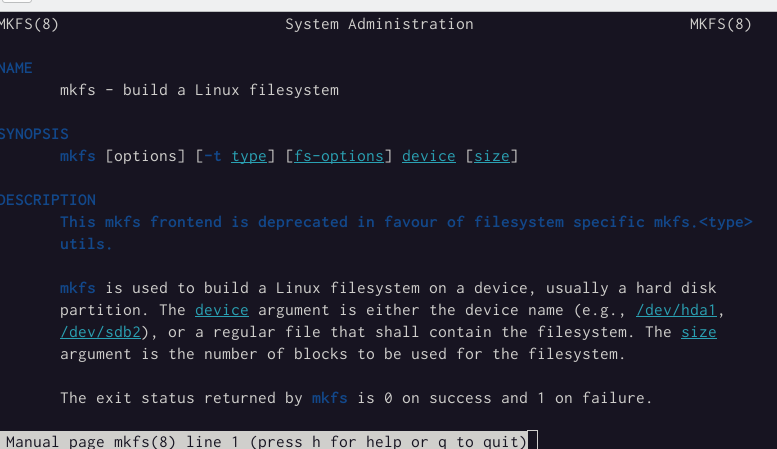 MKFS(8) System Administration MKFS(8)
NAME
mkfs - build a Linux filesystem
SYNOPSIS
mkfs [options] [-t type] [fs-options] device [size]
DESCRIPTION
This mkfs frontend is deprecated in favour of filesystem specific mkfs.<type>
utils.
mkfs is used to build a Linux filesystem on a device, usually a hard disk
partition. The device argument is either the device name (e.g., /dev/hda1,
/dev/sdb2), or a regular file that shall contain the filesystem. The size
argument is the number of blocks to be used for the filesystem.
The exit status returned by mkfs is 0 on success and 1 on failure.
Manual page mkfs(8) line 1 (press h for help or q to quit)